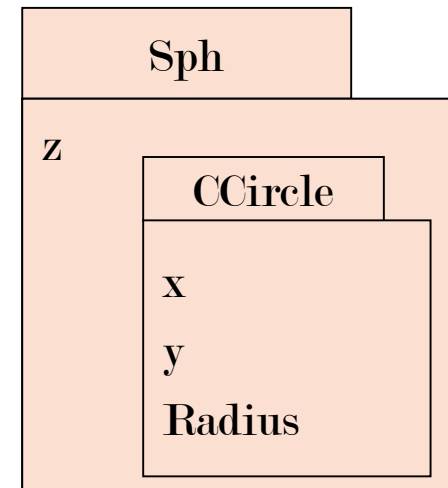 Sph
z
CCircle
x
y
Radius